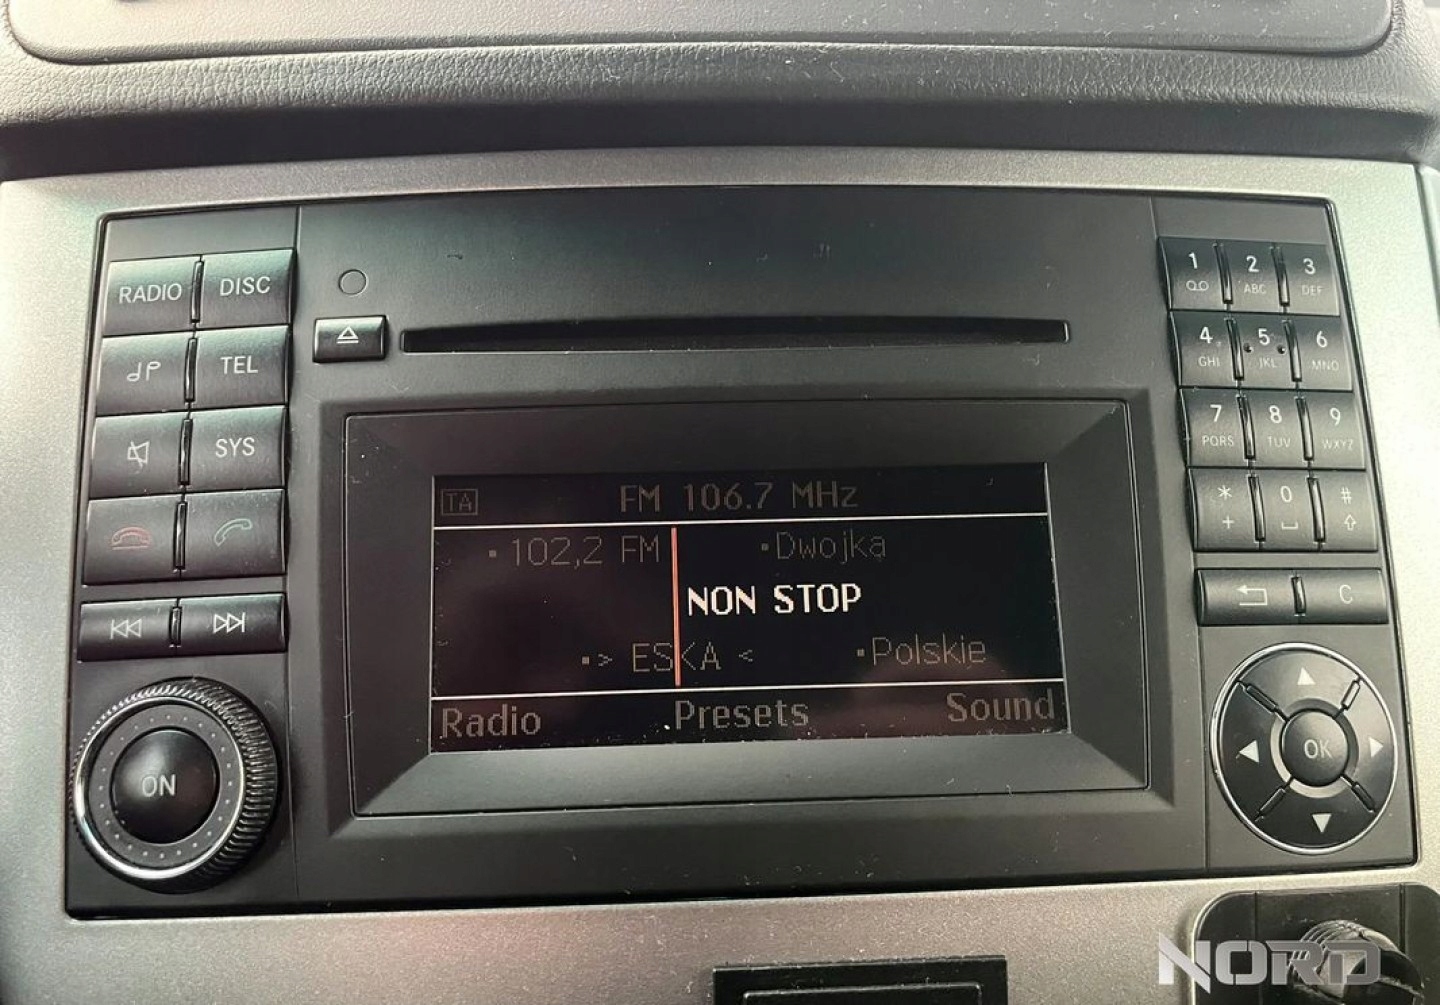 RADIO DISC
TEL
SYS
ON
TA FM 106.7 MHz
102,2 FM Dwojka
NON STOP
> ESKA < Polskie
Radio Presets Sound
1 2 3
ABC DEF
4 5 6
GHI JKL MNO
7 8 9
PQRS TUV WXYZ
* 0 #
+
C
OK
NORD